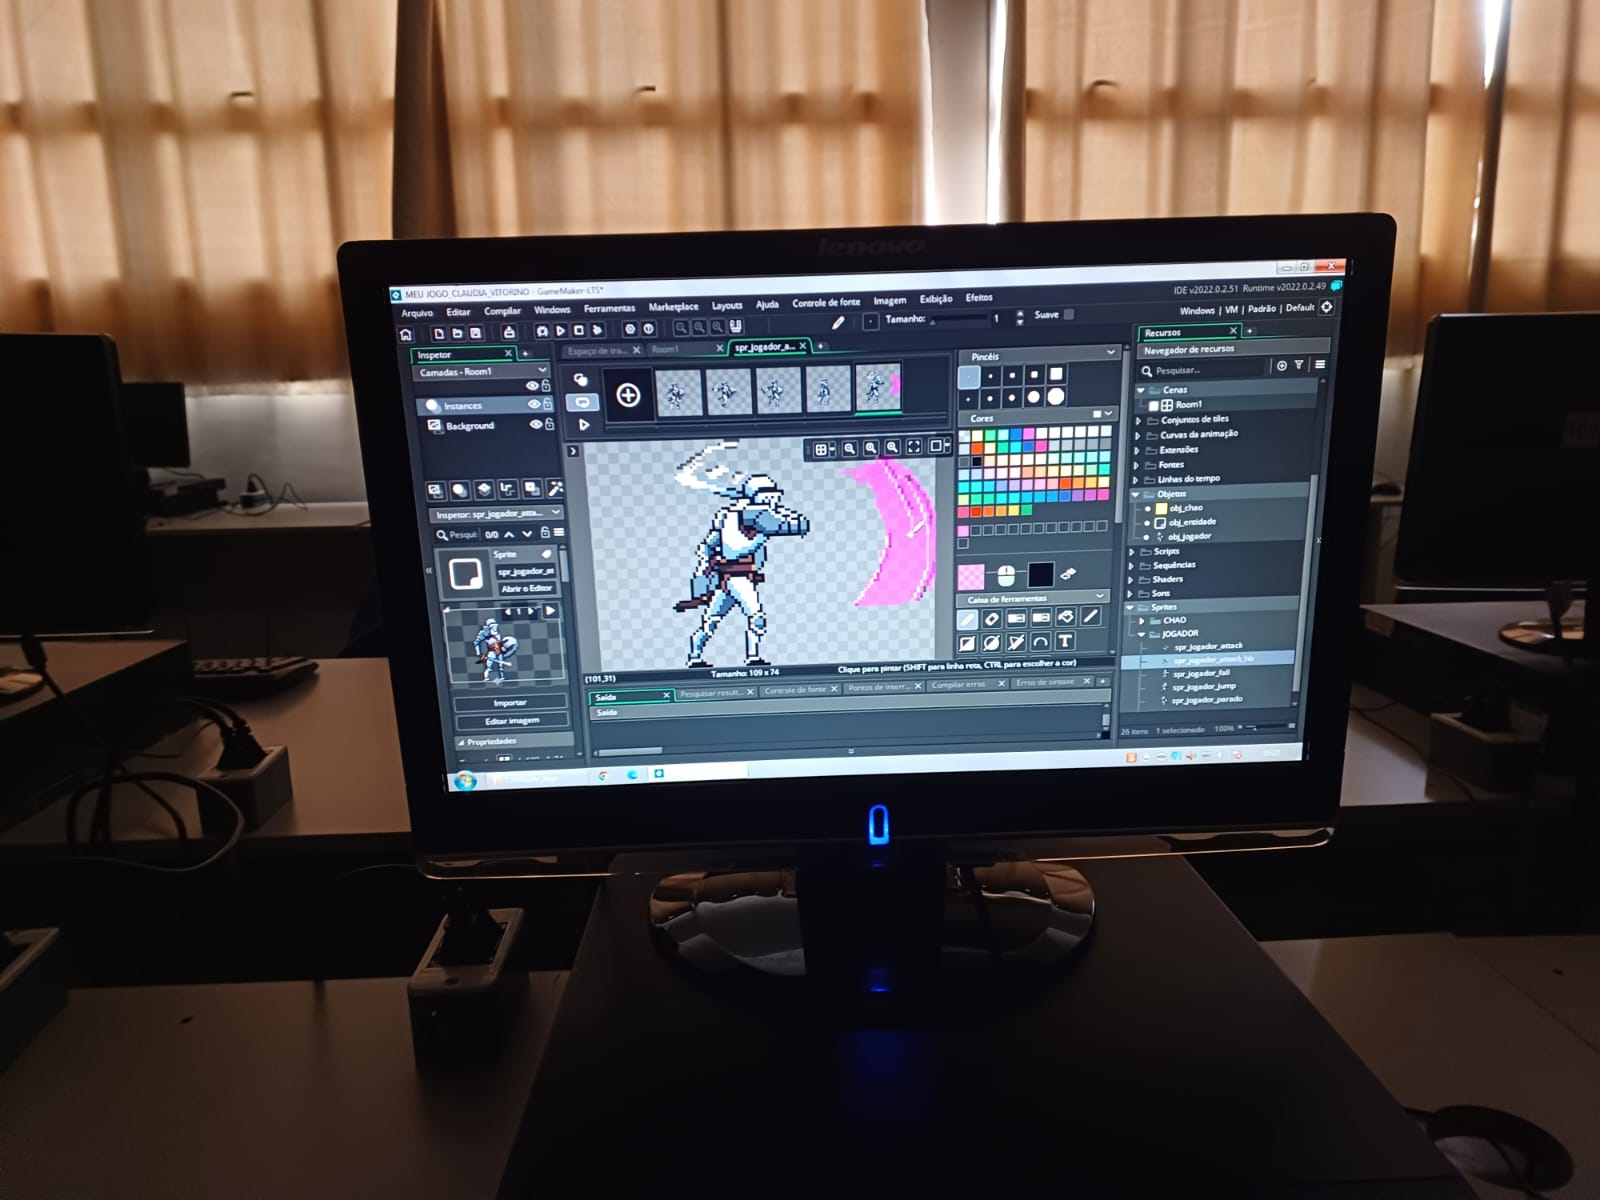 lenovo
MEU JOGO_CLAUDIA_VITORINO - GameMaker-LTS*
IDE v2022.0.2.51 Runtime v2022.0.2.49
Arquivo Editar Compilar Windows Ferramentas Marketplace Layouts Ajuda Controle de fonte Imagem Exibição Efeitos
Windows | VM | Padrão | Default
Tamanho: 1 Suave
Inspetor
Espaço de tra... Room1 spr_jogador_a...
Camadas - Room1
Instances
Background
Inspetor: spr_jogador_atta...
0/0
Sprite
spr_jogador_at
Abrir o Editor
1
Importar
Editar imagem
Propriedades
Pincéis
Cores
Caixa de ferramentas
T
(101,31)
Tamanho: 109 x 74
Clique para pintar (SHIFT para linha reta, CTRL para escolher a cor)
Saída Pesquisar result... Controle de fonte Pontos de interr... Compilar erros Erros de sintaxe
Saída
Recursos
Navegador de recursos
Pesquisar...
Cenas
Room1
Conjuntos de tiles
Curvas da animação
Extensões
Fontes
Linhas do tempo
Objetos
obj_chao
obj_entidade
obj_jogador
Scripts
Sequências
Shaders
Sons
Sprites
CHAO
JOGADOR
spr_jogador_attack
spr_jogador_attack_hb
spr_jogador_fall
spr_jogador_jump
spr_jogador_parado
26 itens 1 selecionado 100%